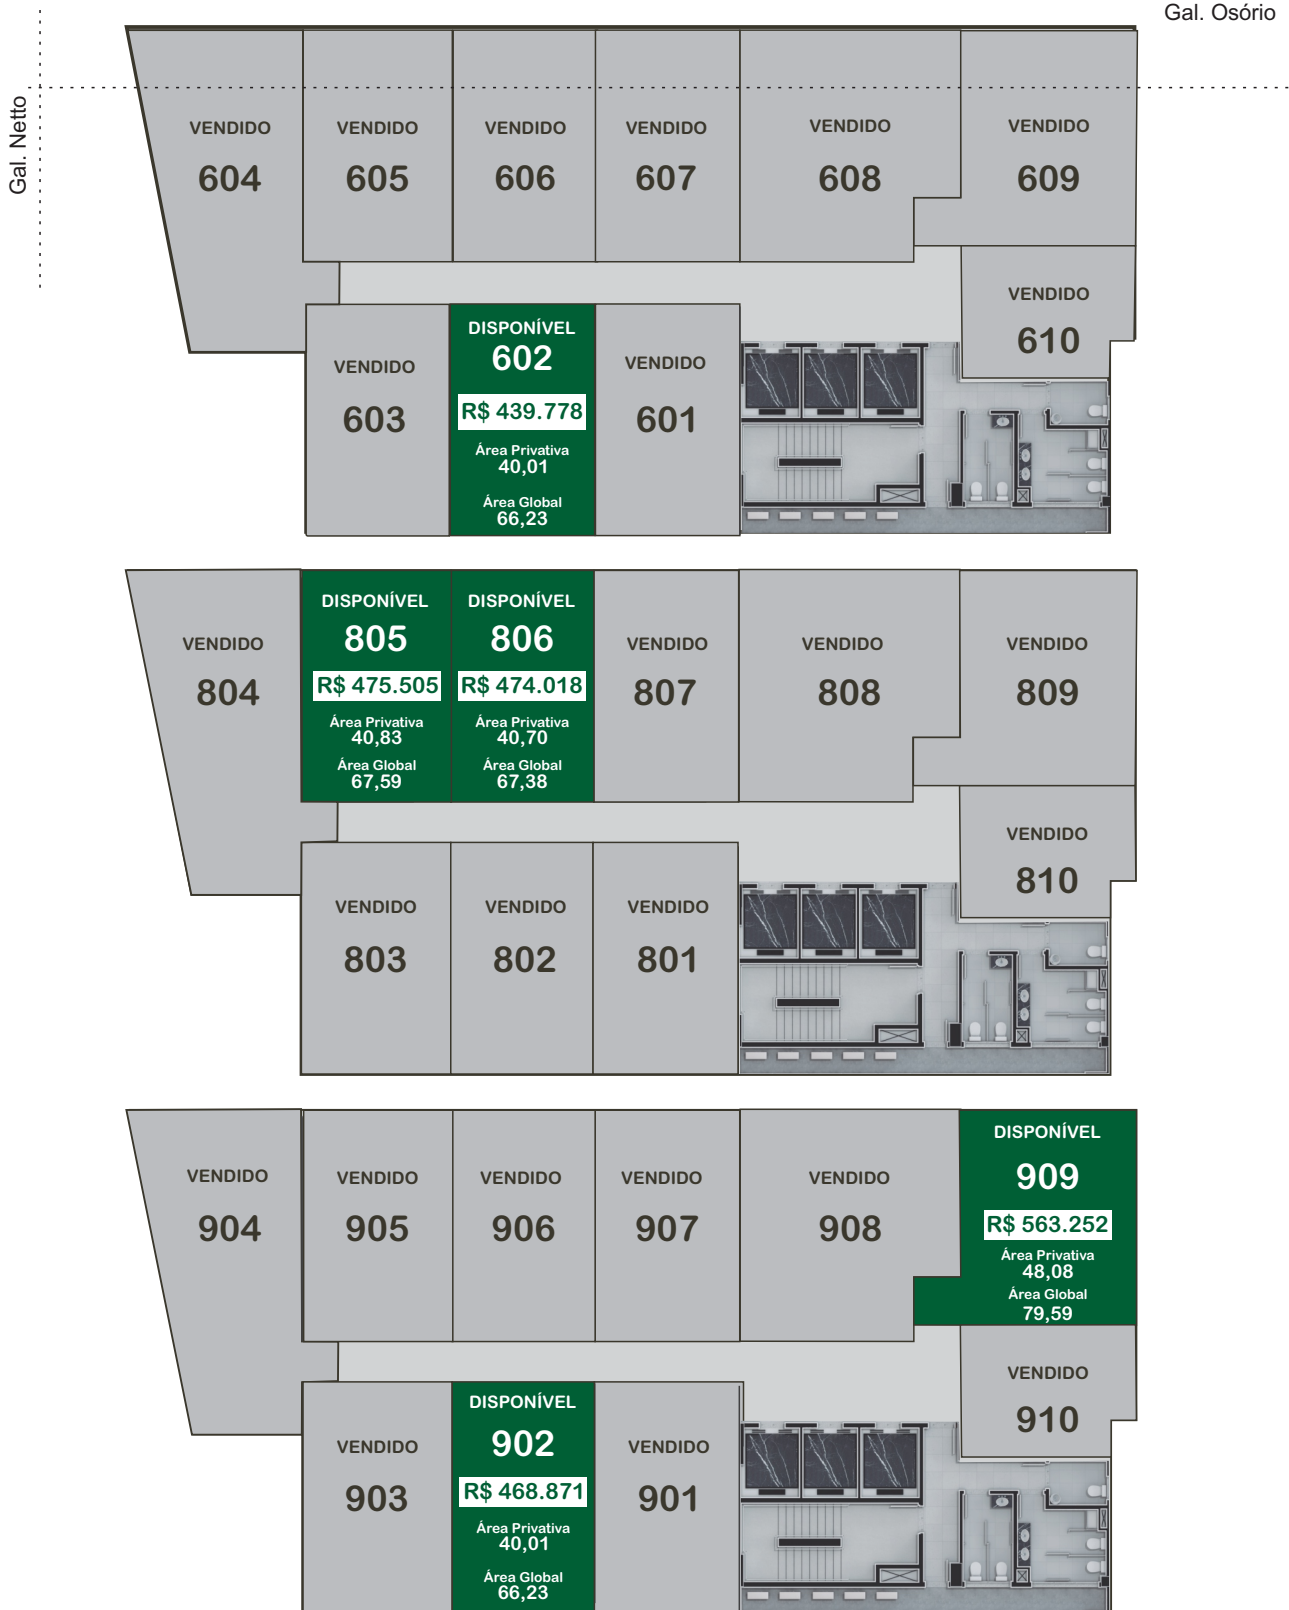 Gal. Osório
Gal. Netto
VENDIDO
604
VENDIDO
605
VENDIDO
606
VENDIDO
607
VENDIDO
608
VENDIDO
609
VENDIDO
610
VENDIDO
603
DISPONÍVEL
602
R$ 439.778
Área Privativa
40,01
Área Global
66,23
VENDIDO
601
VENDIDO
804
DISPONÍVEL
805
R$ 475.505
Área Privativa
40,83
Área Global
67,59
DISPONÍVEL
806
R$ 474.018
Área Privativa
40,70
Área Global
67,38
VENDIDO
807
VENDIDO
808
VENDIDO
809
VENDIDO
810
VENDIDO
803
VENDIDO
802
VENDIDO
801
VENDIDO
904
VENDIDO
905
VENDIDO
906
VENDIDO
907
VENDIDO
908
DISPONÍVEL
909
R$ 563.252
Área Privativa
48,08
Área Global
79,59
VENDIDO
910
VENDIDO
903
DISPONÍVEL
902
R$ 468.871
Área Privativa
40,01
Área Global
66,23
VENDIDO
901